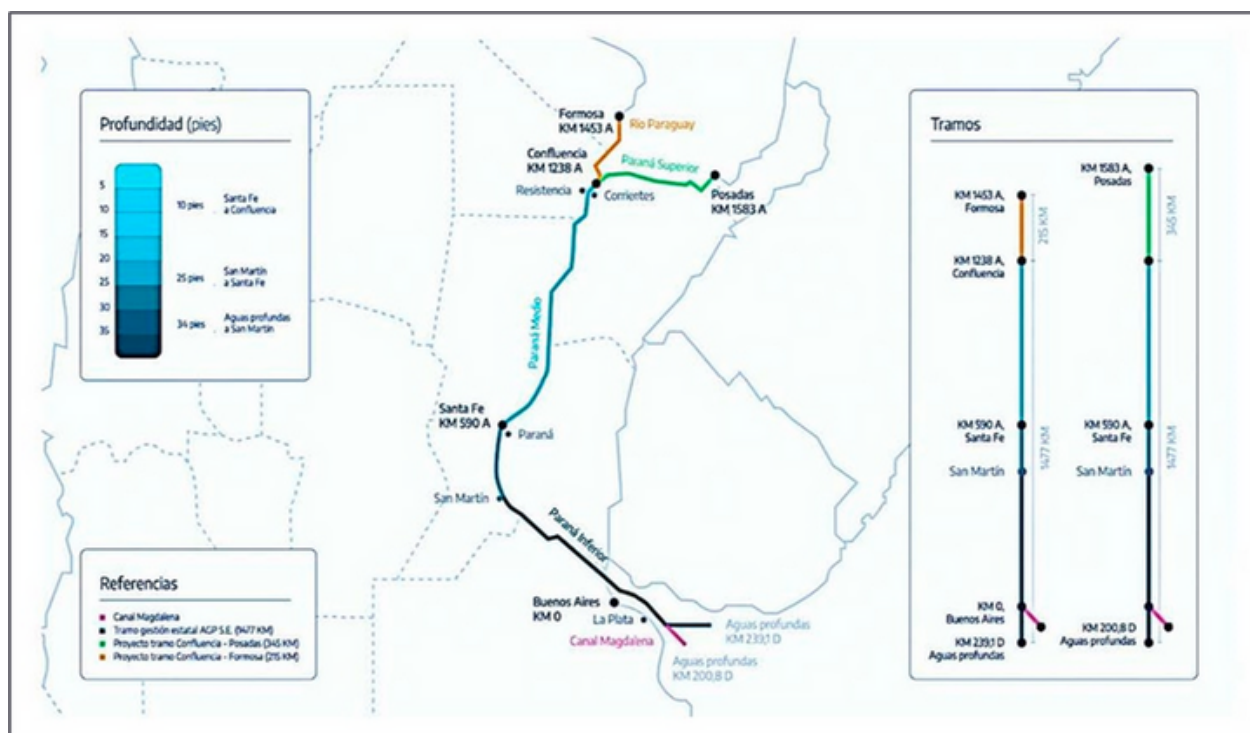 Profundidad (pies)
5
10
15
20
25
30
35
10 pies
Santa Fe
a Confluencia
25 pies
San Martín
a Santa Fe
34 pies
Aguas profundas
a San Martín
Referencias
Canal Magdalena
Tramo gestión estatal AGP S.E. (1477 KM)
Proyecto tramo Confluencia - Posadas (345 KM)
Proyecto tramo Confluencia - Formosa (215 KM)
Formosa
KM 1453 A
Río Paraguay
Confluencia
KM 1238 A
Paraná Superior
Resistencia
Corrientes
Posadas
KM 1583 A
Paraná Medio
Santa Fe
KM 590 A
Paraná
San Martín
Paraná Inferior
Buenos Aires
KM 0
La Plata
Canal Magdalena
Aguas profundas
KM 239,1 D
Aguas profundas
KM 200,8 D
Tramos
KM 1453 A,
Formosa
215 KM
KM 1238 A,
Confluencia
KM 590 A,
Santa Fe
1477 KM
San Martín
KM 0,
Buenos Aires
KM 239,1 D
Aguas profundas
KM 1583 A,
Posadas
345 KM
KM 590 A,
Santa Fe
1477 KM
San Martín
KM 200,8 D
Aguas profundas